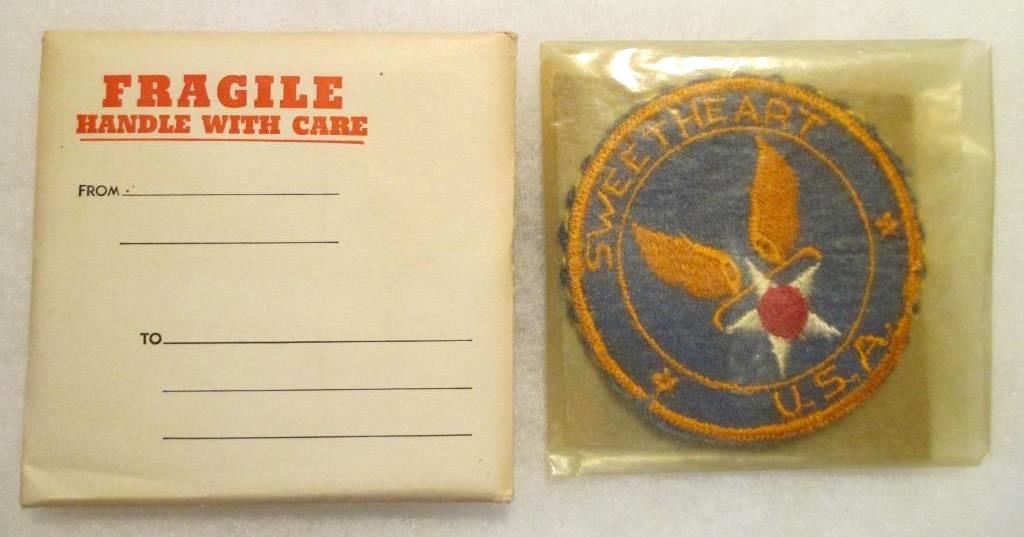 FRAGILE
HANDLE WITH CARE
FROM
TO
SWEETHEART
U.S.A.